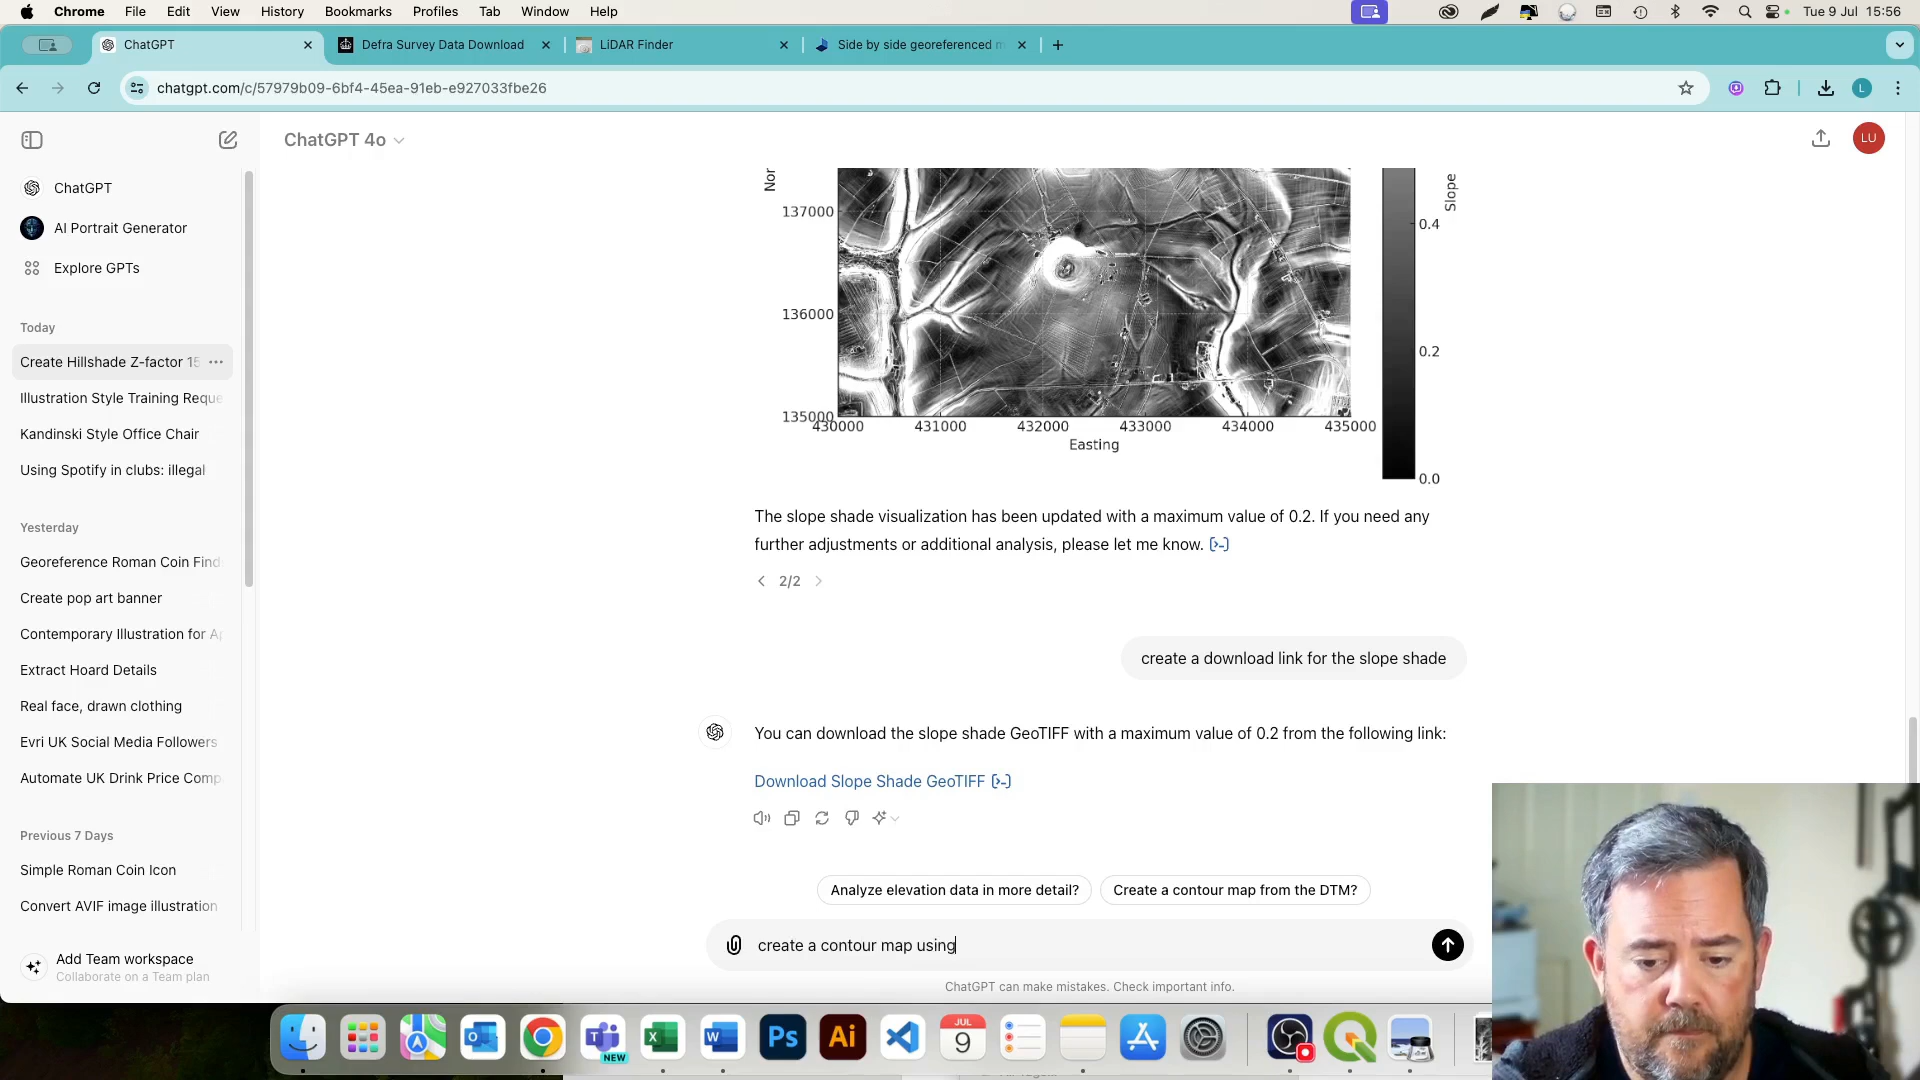 Chrome File Edit View History Bookmarks Profiles Tab Window Help Tue 9 Jul 15:56
ChatGPT Defra Survey Data Download LiDAR Finder Side by side georeferenced
chatgpt.com/c/57979b09-6bf4-45ea-91eb-e927033fbe26 L
ChatGPT 4o LU
ChatGPT
AI Portrait Generator
Explore GPTs
Today
Create Hillshade Z-factor 15
Illustration Style Training Reque
Kandinski Style Office Chair
Using Spotify in clubs: illegal
Yesterday
Georeference Roman Coin Find
Create pop art banner
Contemporary Illustration for Ap
Extract Hoard Details
Real face, drawn clothing
Evri UK Social Media Followers
Automate UK Drink Price Comp
Previous 7 Days
Simple Roman Coin Icon
Convert AVIF image illustration
Add Team workspace
Collaborate on a Team plan
Nor
137000
136000
135000
430000 431000 432000 433000 434000 435000
Easting
Slope
0.4
0.2
0.0
The slope shade visualization has been updated with a maximum value of 0.2. If you need any
further adjustments or additional analysis, please let me know.
2/2
create a download link for the slope shade
You can download the slope shade GeoTIFF with a maximum value of 0.2 from the following link:
Download Slope Shade GeoTIFF
Analyze elevation data in more detail? Create a contour map from the DTM?
create a contour map using
ChatGPT can make mistakes. Check important info.
NEW
Ps
Ai
JUL
9